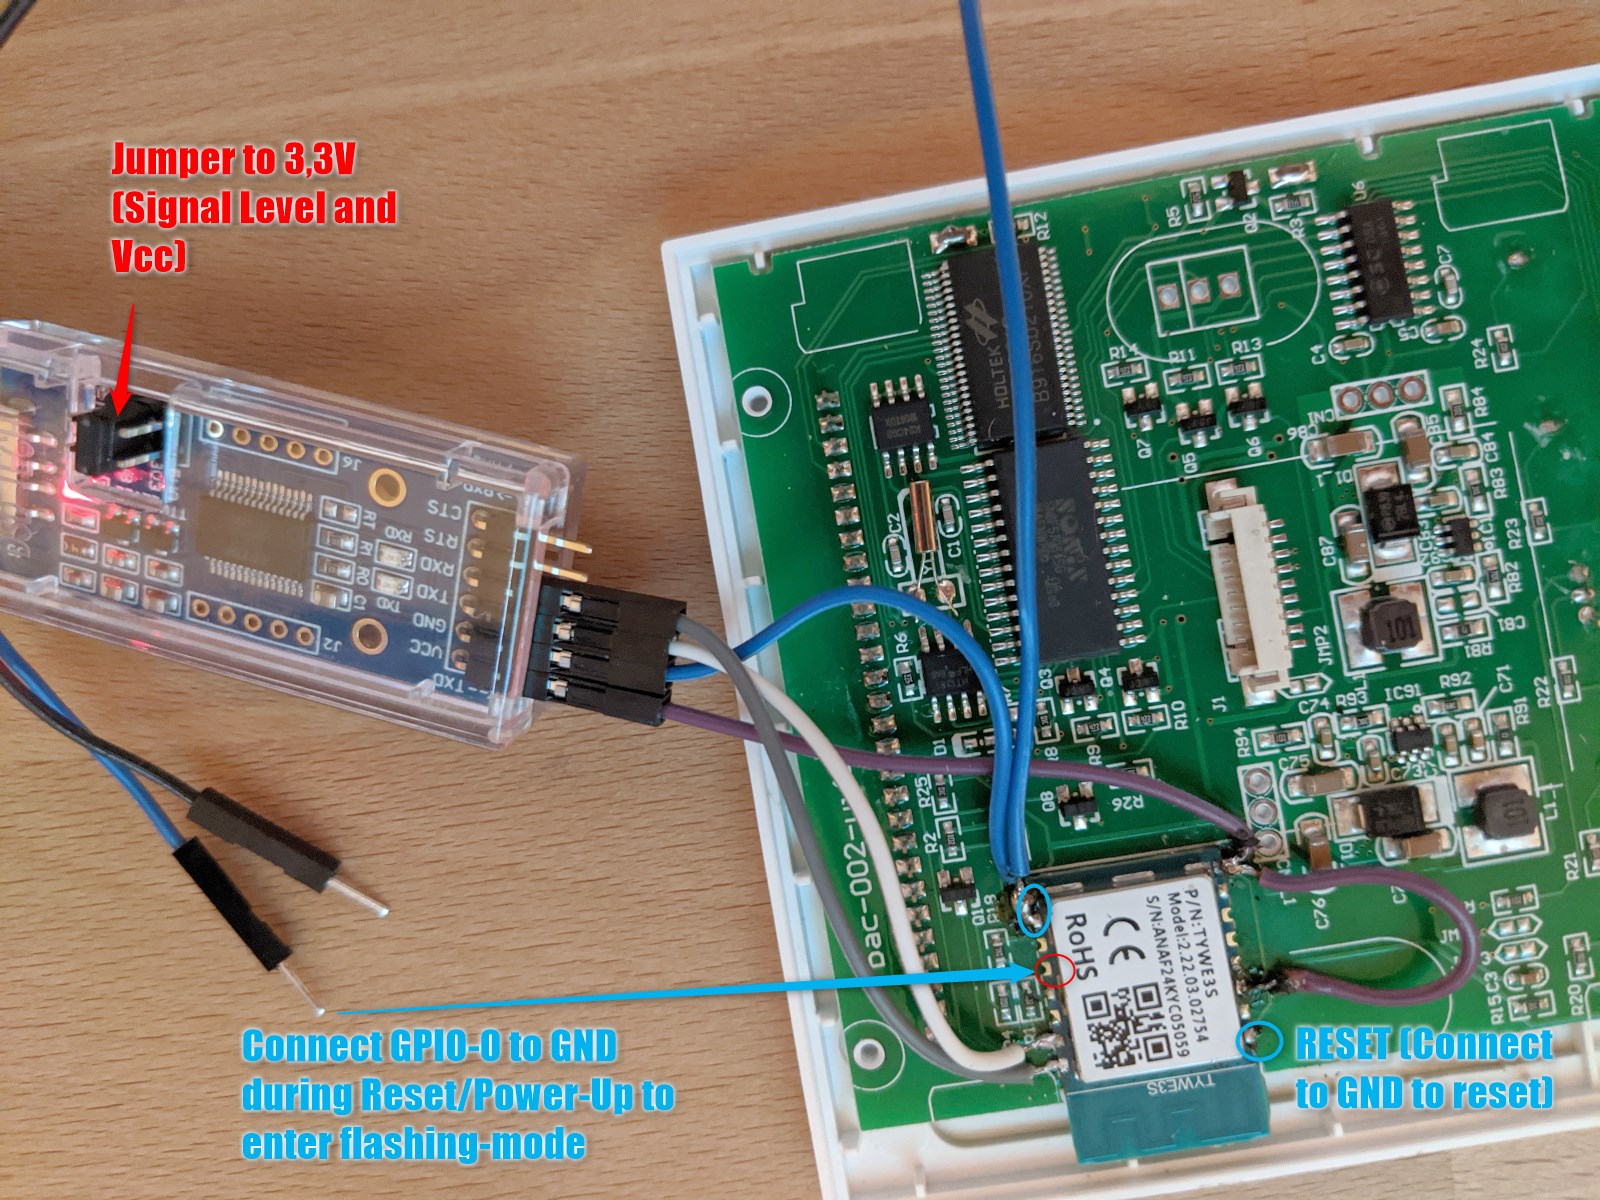 Jumper to 3,3V
(Signal Level and
Vcc)
Connect GPIO-0 to GND
during Reset/Power-Up to
enter flashing-mode
RESET (Connect
to GND to reset)
P/N:TYWE3S
Model:2.22.03.02754
S/N:ANAF24KYC05059
CE
RoHS
TYWE3S
HOLTEK
CTS
RTS
RXD
TXD
GND
VCC
TXD
RXD
TXD
J6
J2
R12
R5
Q2
R3
U6
C7
C4
R24
R14
R11
R13
Q7
Q5
Q6
R84
C84
R83
R23
R82
C81
R81
C87
C2
C1
R6
JMP2
J1
Q3
Q4
R10
R9
D1
R25
R2
Q8
R26
R94
C75
C74
R93
IC91
R92
C71
R91
R22
C73
C76
R21
R20
R15
C3
R18
101